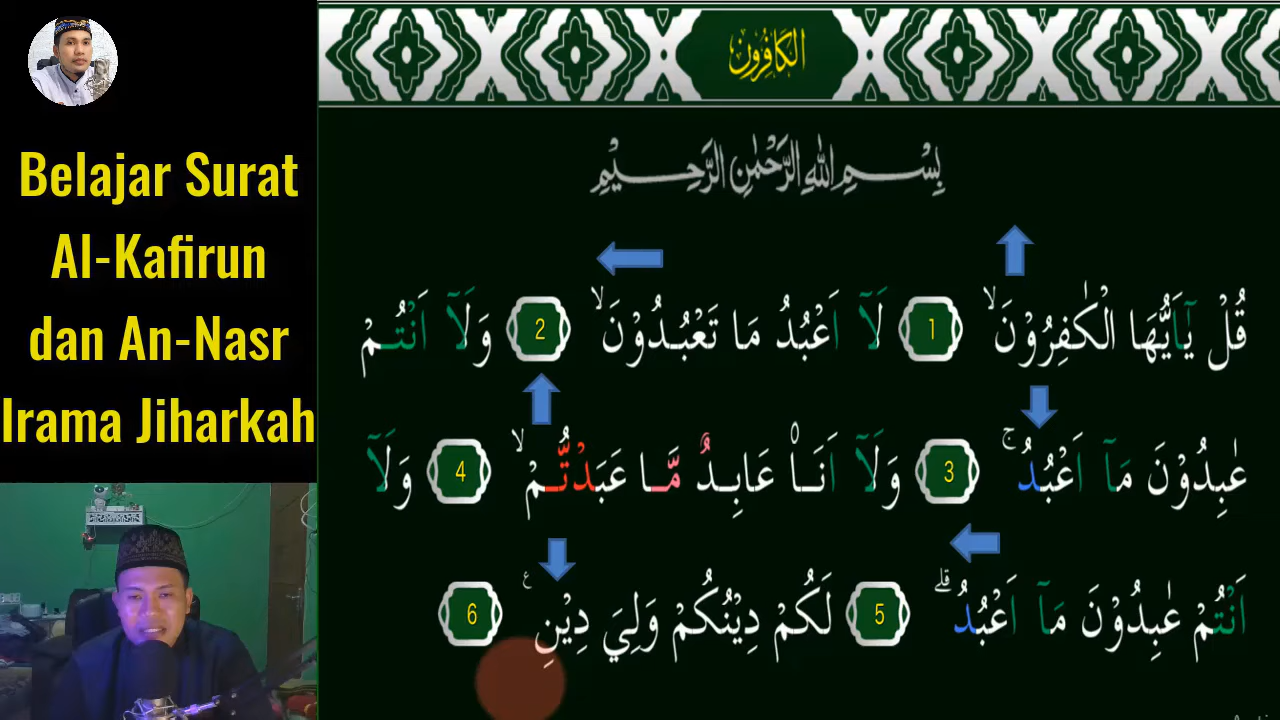 Belajar Surat
Al-Kafirun
dan An-Nasr
Irama Jiharkah
الكافرون
بِسْمِ اللهِ الرَّحْمٰنِ الرَّحِيْمِ
قُلْ يٰٓاَيُّهَا الْكٰفِرُوْنَۙ 1 لَآ اَعْبُدُ مَا تَعْبُدُوْنَۙ 2 وَلَآ اَنْتُمْ
عٰبِدُوْنَ مَآ اَعْبُدُۚ 3 وَلَآ اَنَا۠ عَابِدٌ مَّا عَبَدْتُّمْۙ 4 وَلَآ
اَنْتُمْ عٰبِدُوْنَ مَآ اَعْبُدُۗ 5 لَكُمْ دِيْنُكُمْ وَلِيَ دِيْنِ ࣖ 6